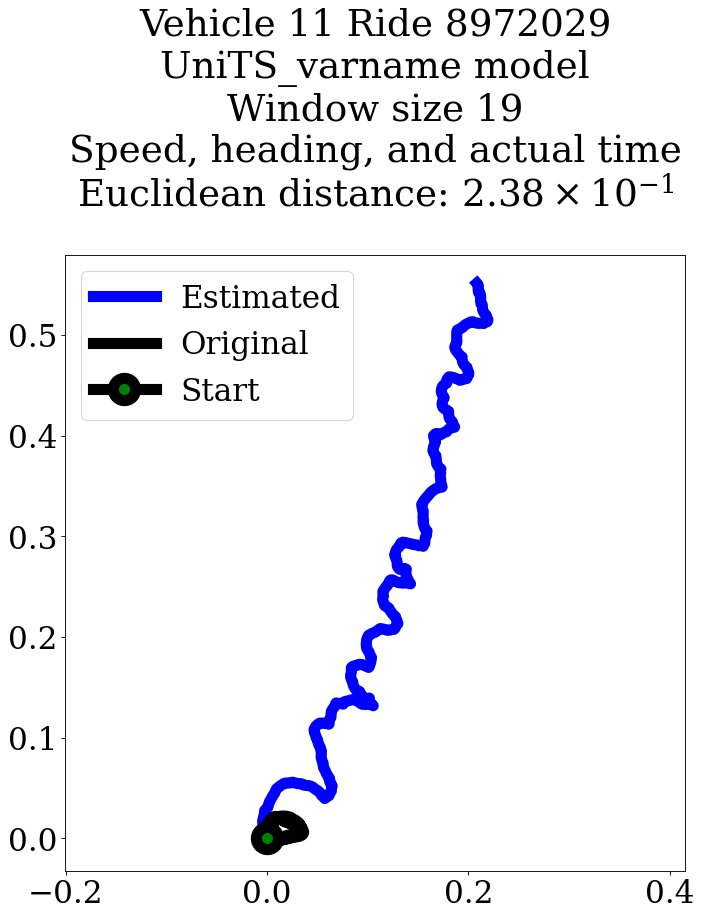 Vehicle 11 Ride 8972029
UniTS_varname model
Window size 19
Speed, heading, and actual time
Euclidean distance: 2.38 × 10⁻¹
Estimated
Original
Start
0.5
0.4
0.3
0.2
0.1
0.0
−0.2 0.0 0.2 0.4